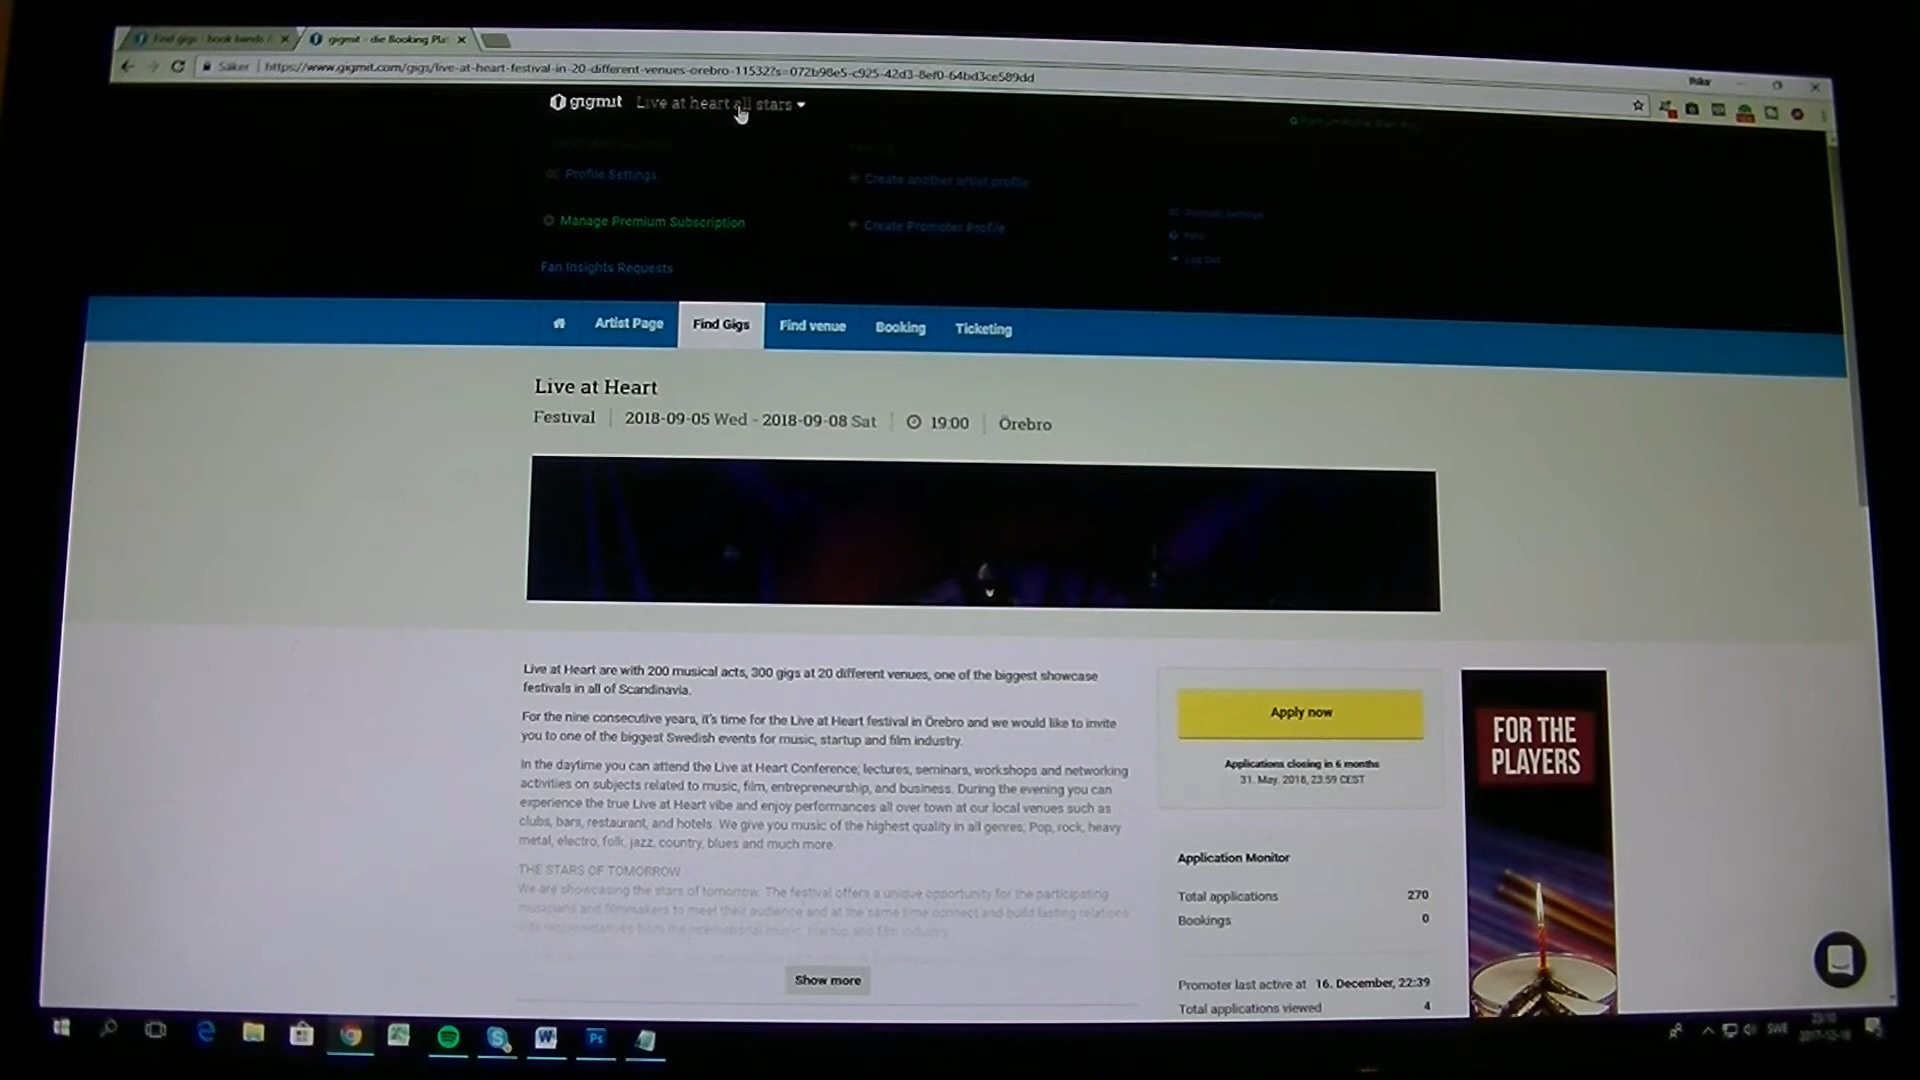 Find gigs - book bands
gigmit - die Booking Pla
Säker https://www.gigmit.com/gigs/live-at-heart-festival-in-20-different-venues-orebro-11532?s=072b98e5-c925-42d3-8ef0-64bd3ce589dd
gigmit Live at heart all stars
Profile Settings
Create another artist profile
Manage Premium Subscription
Create Promoter Profile
Log Out
Fan Insights Requests
Artist Page Find Gigs Find venue Booking Ticketing
Live at Heart
Festival 2018-09-05 Wed - 2018-09-08 Sat 19:00 Örebro
Live at Heart are with 200 musical acts, 300 gigs at 20 different venues, one of the biggest showcase
festivals in all of Scandinavia.
For the nine consecutive years, it's time for the Live at Heart festival in Örebro and we would like to invite
you to one of the biggest Swedish events for music, startup and film industry.
In the daytime you can attend the Live at Heart Conference; lectures, seminars, workshops and networking
activities on subjects related to music, film, entrepreneurship, and business. During the evening you can
experience the true Live at Heart vibe and enjoy performances all over town at our local venues such as
clubs, bars, restaurant, and hotels. We give you music of the highest quality in all genres; Pop, rock, heavy
metal, electro, folk, jazz, country, blues and much more.
THE STARS OF TOMORROW
We are showcasing the stars of tomorrow. The festival offers a unique opportunity for the participating
musicians and filmmakers to meet their audience and at the same time connect and build lasting relations
with representatives from the international music, startup and film industry.
Show more
Apply now
Applications closing in 6 months
31. May. 2018, 23:59 CEST
Application Monitor
Total applications 270
Bookings 0
Promoter last active at 16. December, 22:39
Total applications viewed 4
FOR THE
PLAYERS
SWE